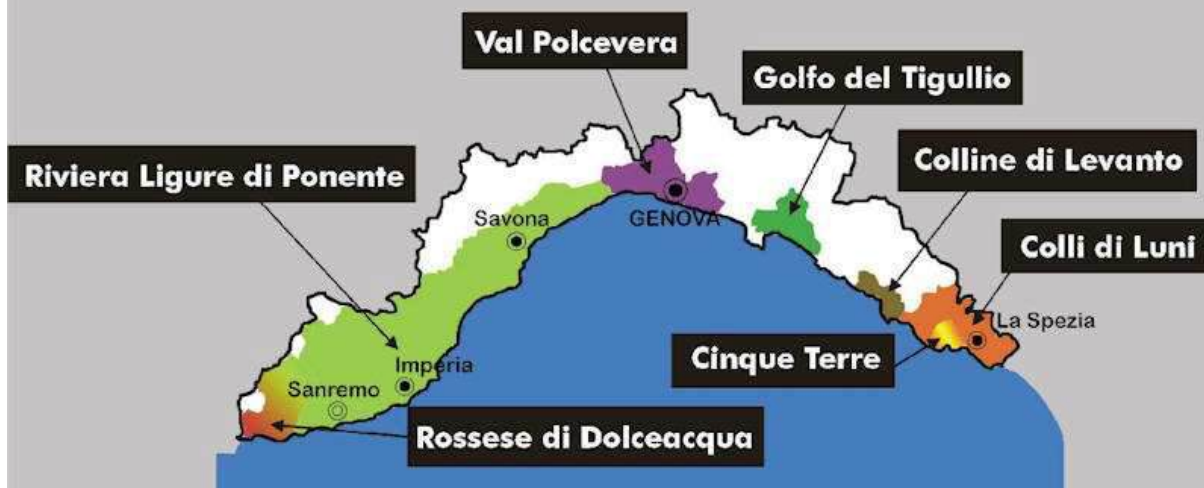 Val Polcevera
Golfo del Tigullio
Colline di Levanto
Riviera Ligure di Ponente
Savona
GENOVA
Colli di Luni
La Spezia
Cinque Terre
Imperia
Sanremo
Rossese di Dolceacqua